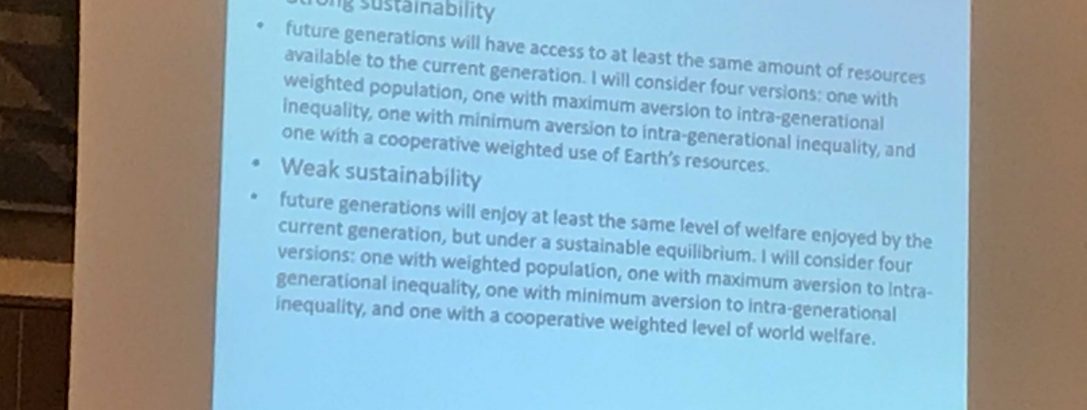 Strong sustainability
• future generations will have access to at least the same amount of resources
available to the current generation. I will consider four versions: one with
weighted population, one with maximum aversion to intra-generational
inequality, one with minimum aversion to intra-generational inequality, and
one with a cooperative weighted use of Earth's resources.
• Weak sustainability
• future generations will enjoy at least the same level of welfare enjoyed by the
current generation, but under a sustainable equilibrium. I will consider four
versions: one with weighted population, one with maximum aversion to intra-
generational inequality, one with minimum aversion to intra-generational
inequality, and one with a cooperative weighted level of world welfare.